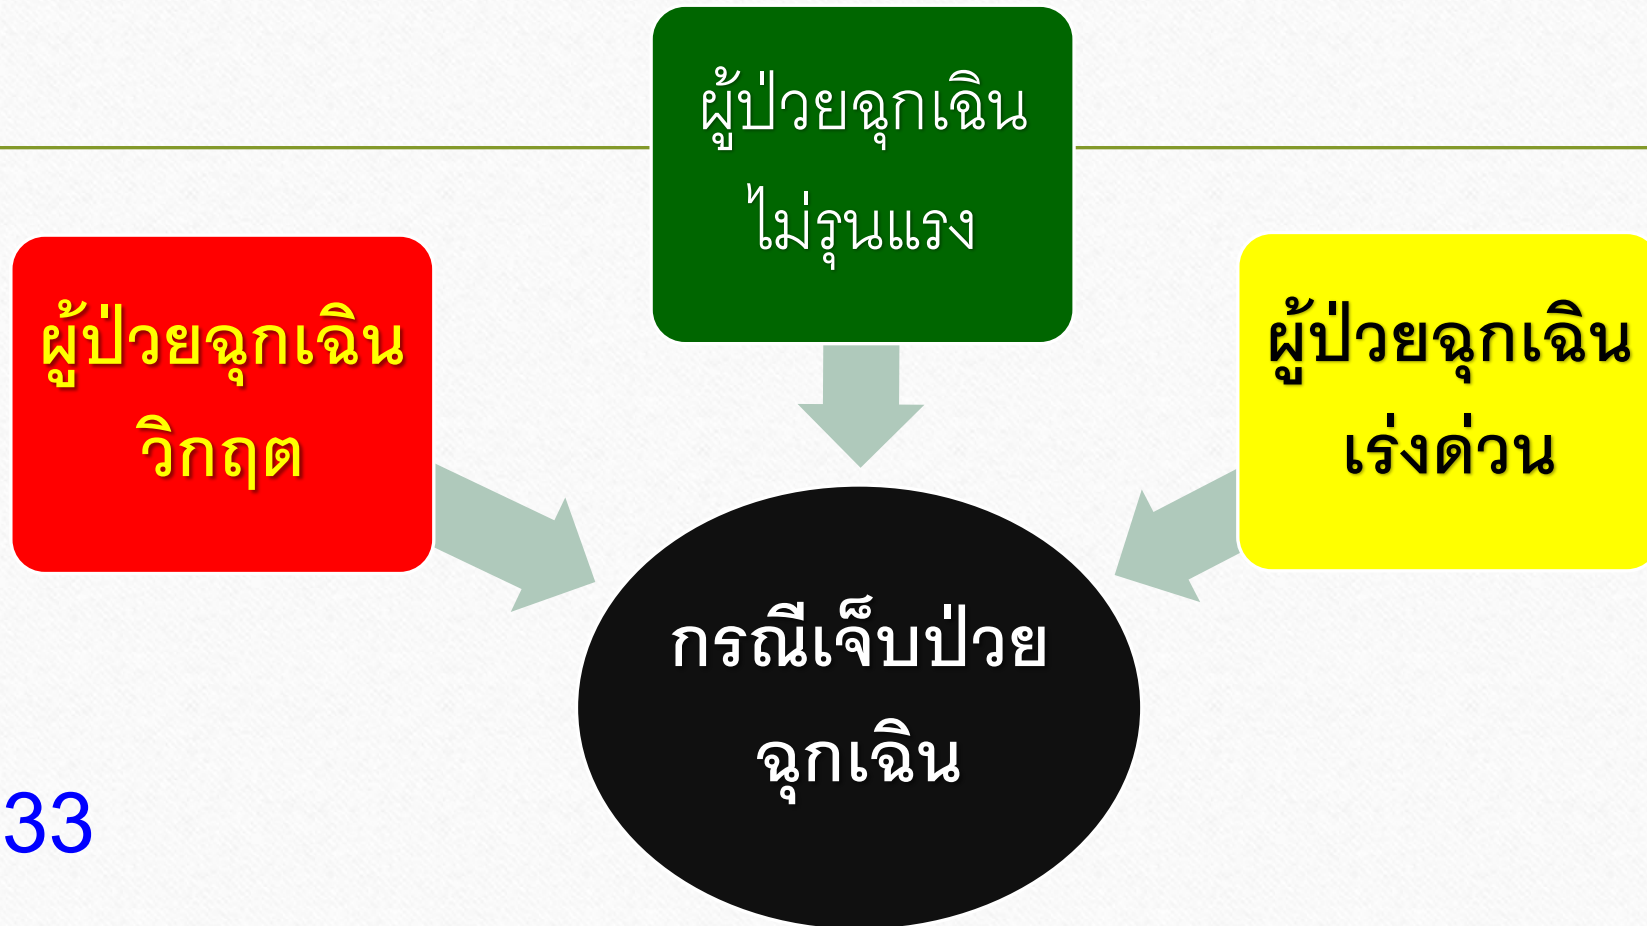 ผู้ป่วยฉุกเฉิน
ไม่รุนแรง
ผู้ป่วยฉุกเฉิน
วิกฤต
ผู้ป่วยฉุกเฉิน
เร่งด่วน
กรณีเจ็บป่วย
ฉุกเฉิน
33